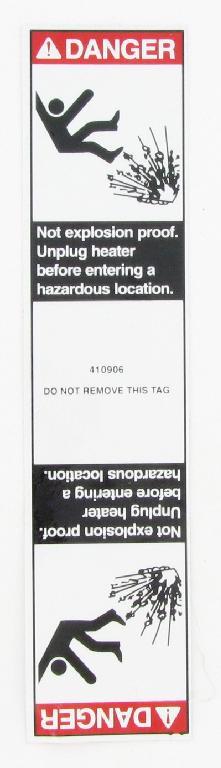 DANGER
Not explosion proof.
Unplug heater
before entering a
hazardous location.
410906
DO NOT REMOVE THIS TAG
Not explosion proof.
Unplug heater
before entering a
hazardous location.
DANGER